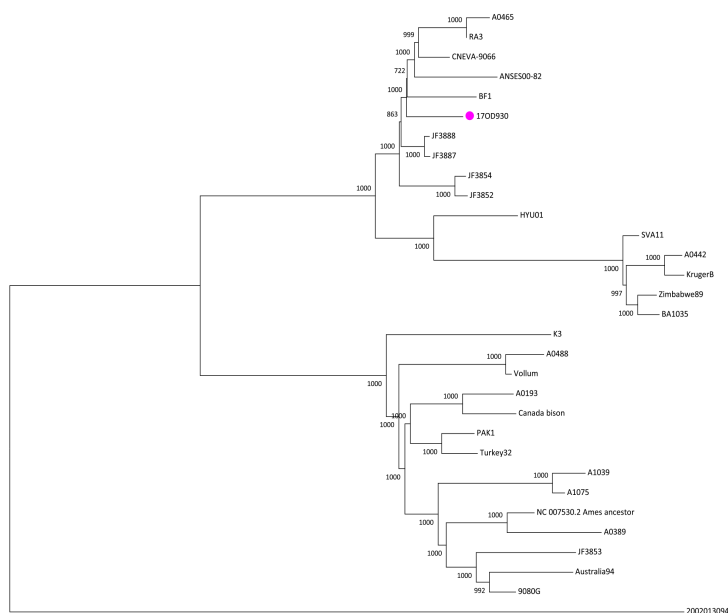 1000
A0465
RA3
999
1000
CNEVA-9066
ANSES00-82
722
1000
BF1
17OD930
863
JF3888
1000
JF3887
1000
JF3854
1000
JF3852
1000
HYU01
1000
SVA11
1000
A0442
1000
KrugerB
997
Zimbabwe89
1000
BA1035
K3
1000
A0488
1000
Vollum
A0193
1000
Canada bison
1000
1000
PAK1
1000
Turkey32
1000
A1039
1000
A1075
1000
NC 007530.2 Ames ancestor
1000
A0389
1000
JF3853
1000
Australia94
992
9080G